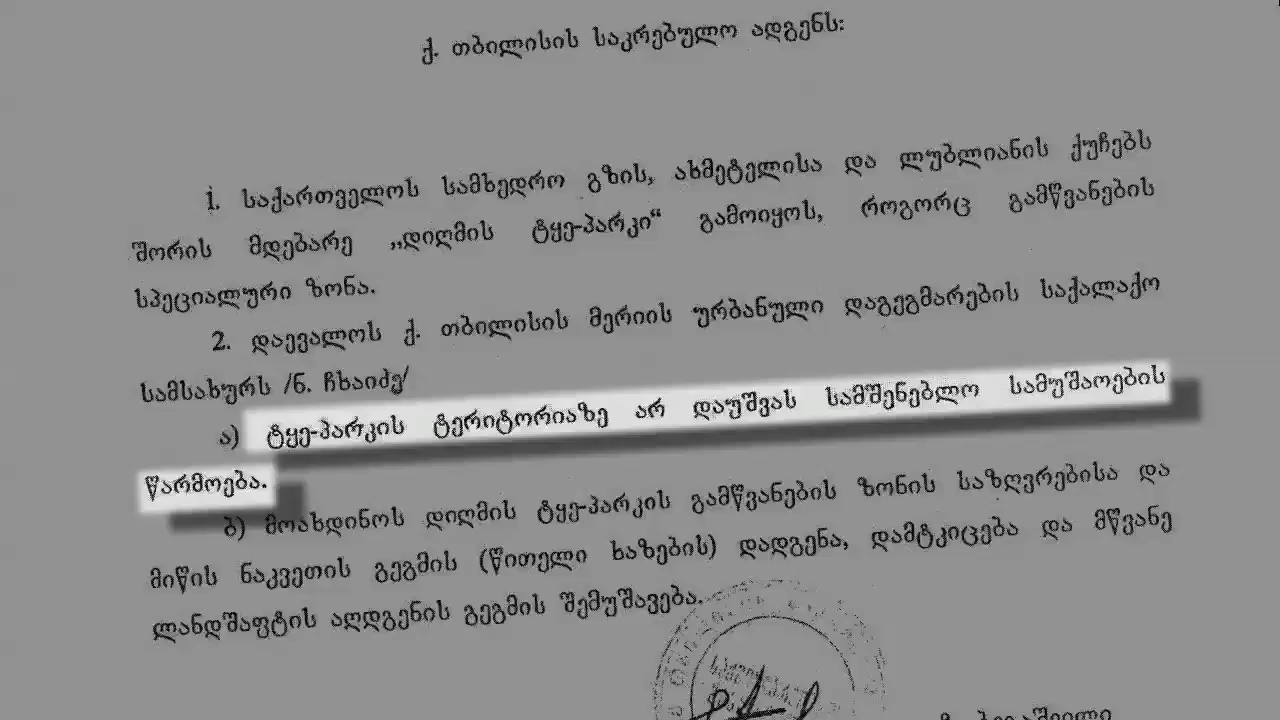 ქ. თბილისის საკრებულო ადგენს:
1. საქართველოს სამხედრო გზის, ახმეტელისა და ლუბლიანის ქუჩებს
შორის მდებარე „დიღმის ტყე-პარკი“ გამოიყოს, როგორც გამწვანების
სპეციალური ზონა.
2. დაევალოს ქ. თბილისის მერიის ურბანული დაგეგმარების საქალაქო
სამსახურს /ნ. ჩხაიძე/
ა) ტყე-პარკის ტერიტორიაზე არ დაუშვას სამშენებლო სამუშაოების
წარმოება.
ბ) მოახდინოს დიღმის ტყე-პარკის გამწვანების ზონის საზღვრებისა და
მიწის ნაკვეთის გეგმის (წითელი ხაზების) დადგენა, დამტკიცება და მწვანე
ლანდშაფტის აღდგენის გეგმის შემუშავება.